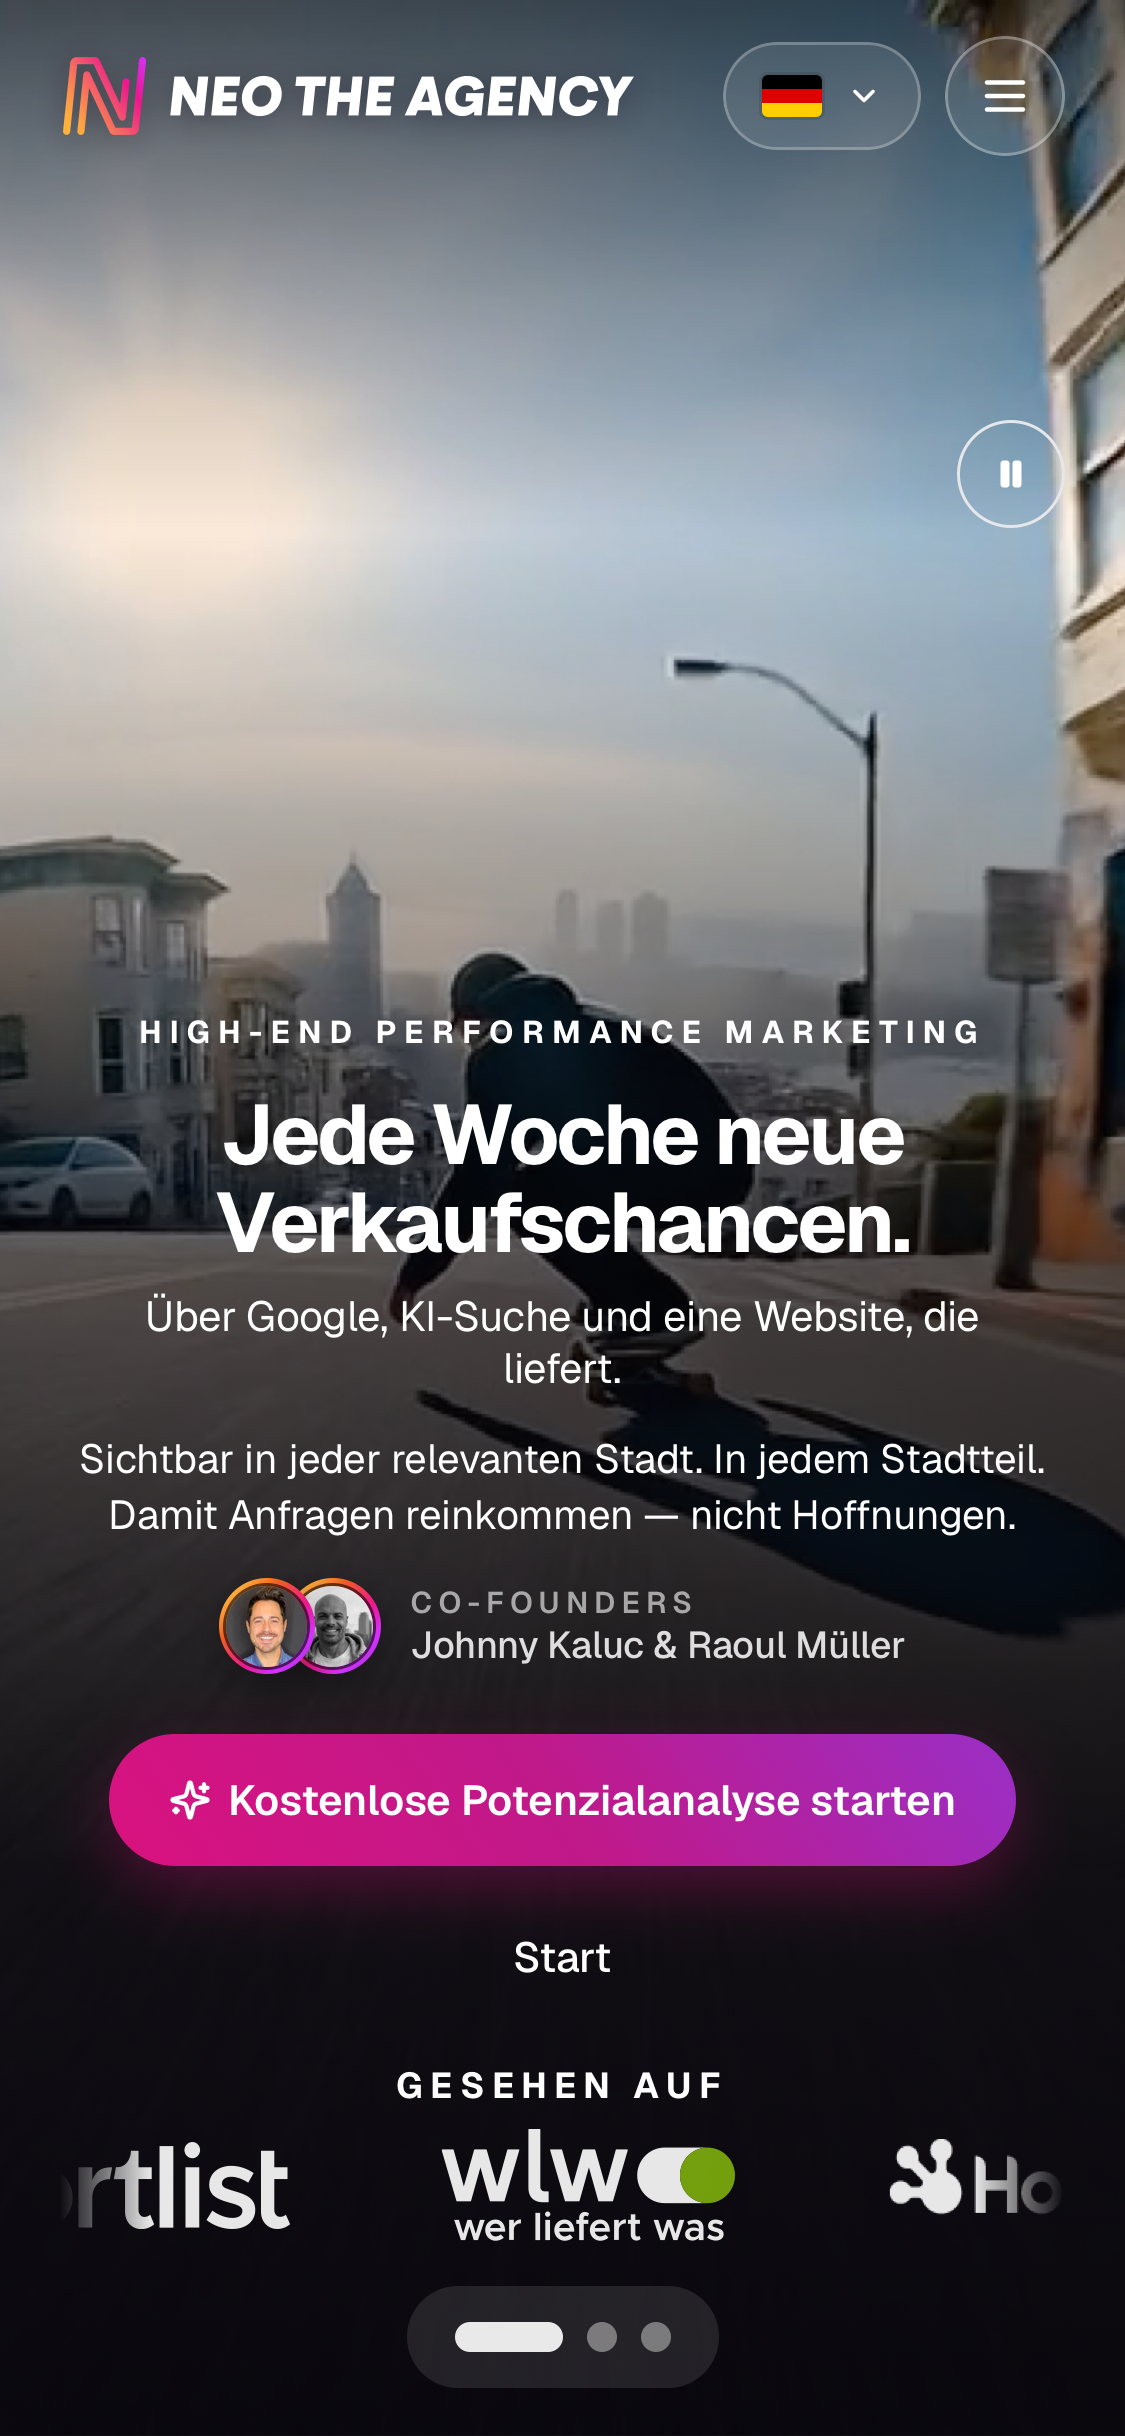 NEO THE AGENCY
HIGH-END PERFORMANCE MARKETING
Jede Woche neue
Verkaufschancen.
Über Google, KI-Suche und eine Website, die
liefert.
Sichtbar in jeder relevanten Stadt. In jedem Stadtteil.
Damit Anfragen reinkommen — nicht Hoffnungen.
CO-FOUNDERS
Johnny Kaluc & Raoul Müller
Kostenlose Potenzialanalyse starten
Start
GESEHEN AUF
rtlist
wlw
Ho
wer liefert was